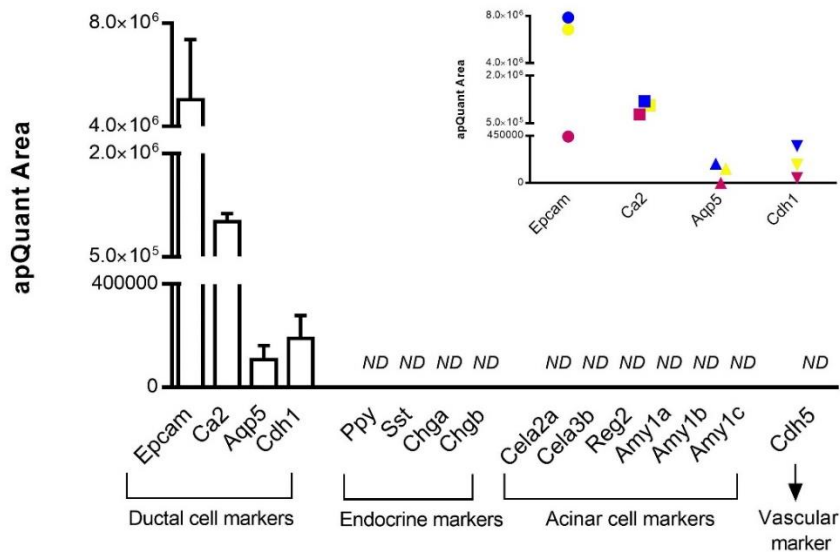 apQuant Area
8.0×10⁶
4.0×10⁶
2.0×10⁶
5.0×10⁵
400000
0
ND ND ND ND ND ND ND ND ND ND ND
Epcam Ca2 Aqp5 Cdh1 Ppy Sst Chga Chgb Cela2a Cela3b Reg2 Amy1a Amy1b Amy1c Cdh5
Ductal cell markers Endocrine markers Acinar cell markers Vascular
marker
apQuant Area
8.0×10⁶
4.0×10⁶
2.0×10⁶
5.0×10⁵
450000
0
Epcam Ca2 Aqp5 Cdh1